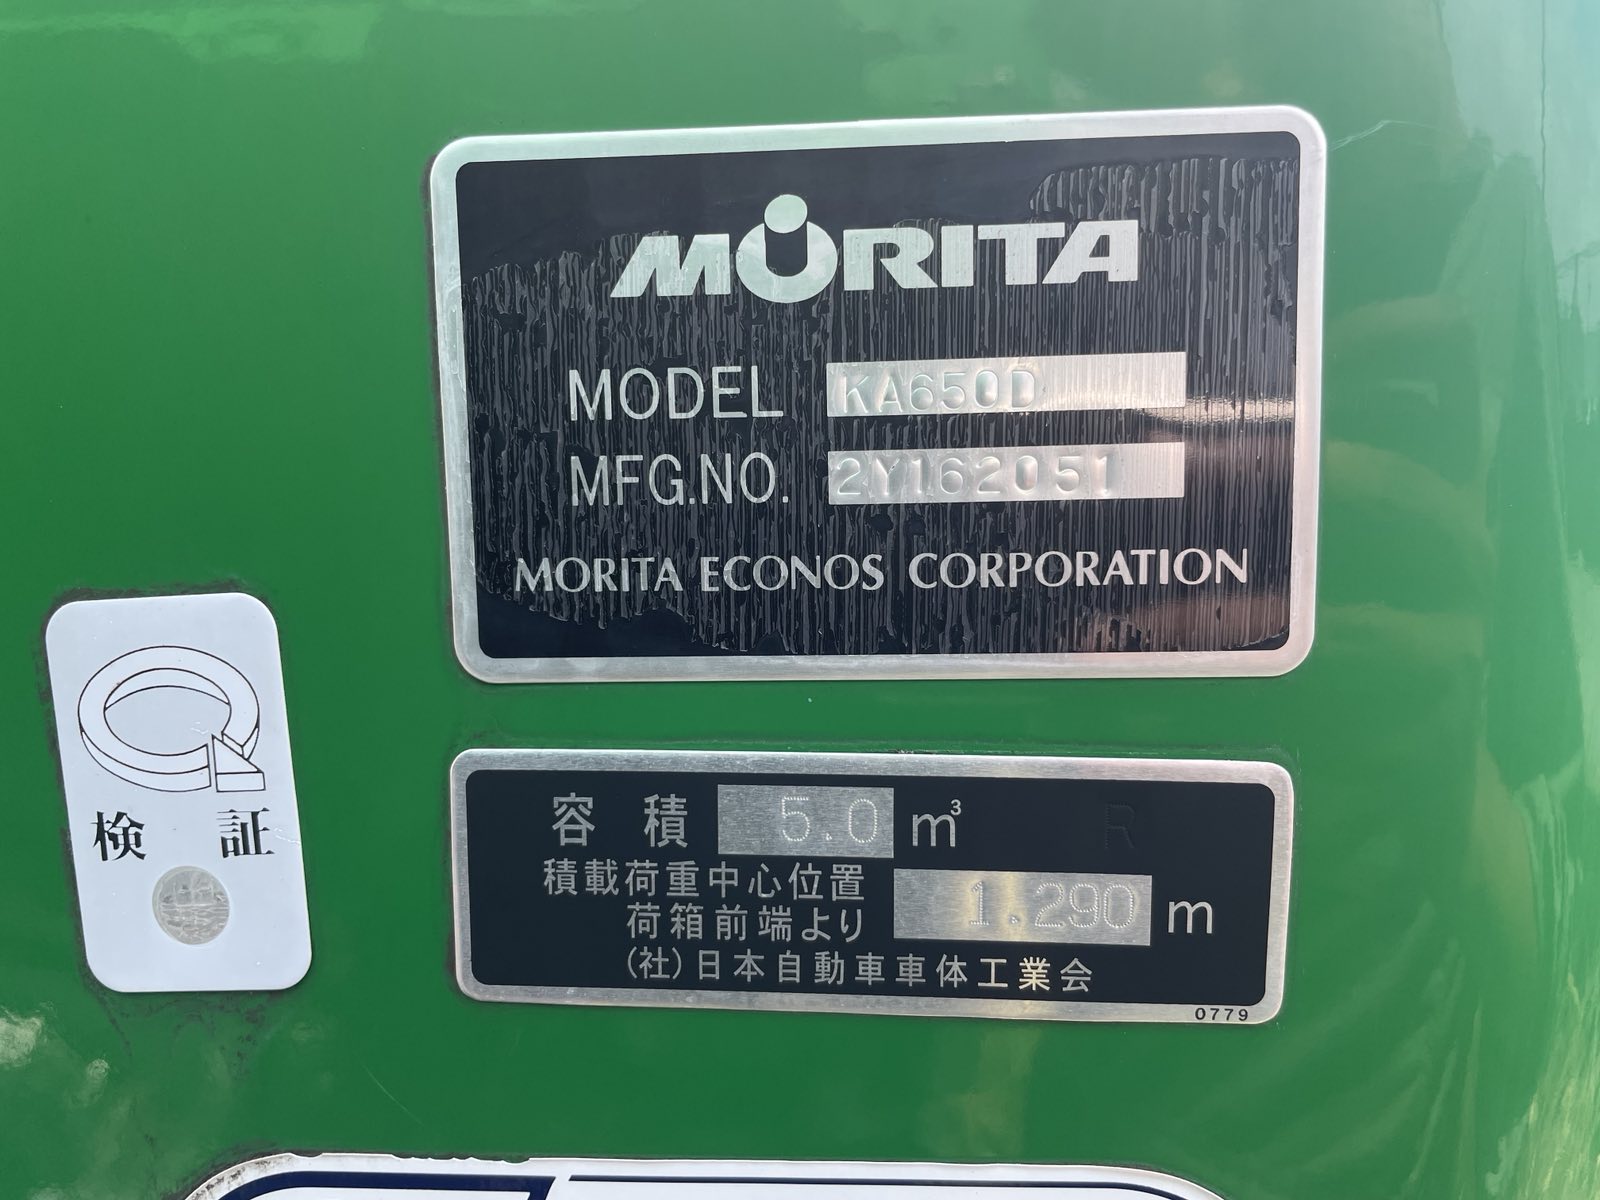 MORITA
MODEL KA650D
MFG.NO. 2Y162051
MORITA ECONOS CORPORATION
検 証
容 積 5.0 m³ R
積載荷重中心位置
荷箱前端より 1.290 m
(社)日本自動車車体工業会
0779